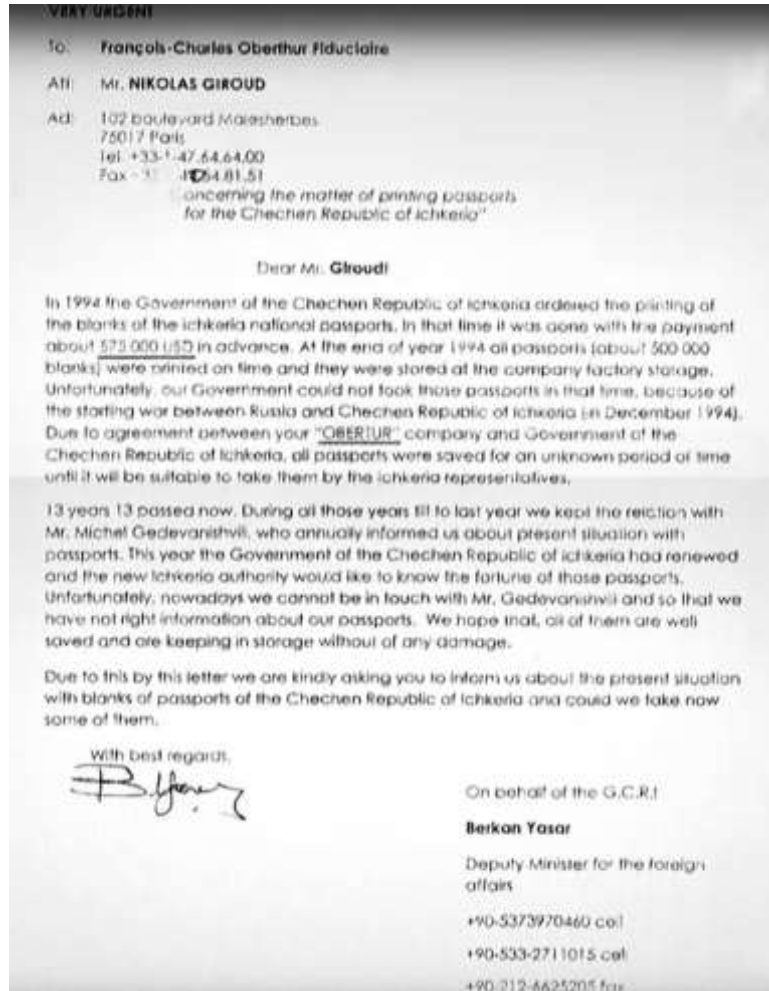 VERY URGENT
To: François-Charles Oberthur Fiduciaire
Att: Mr. NIKOLAS GIROUD
Ad: 102 boulevard Malesherbes
75017 Paris
Tel +33-1-47.64.64.00
Fax - 64.81.51
oncerning the matter of printing passports
for the Chechen Republic of Ichkeria"
Dear Mr. Giroud!
In 1994 the Government of the Chechen Republic of Ichkeria ordered the printing of
the blanks of the Ichkeria national passports. In that time it was done with the payment
about 575 000 USD in advance. At the end of year 1994 all passports (about 500 000
blanks) were printed on time and they were stored at the company factory storage.
Unfortunately, our Government could not took those passports in that time, because of
the starting war between Russia and Chechen Republic of Ichkeria (in December 1994).
Due to agreement between your "OBERTUR" company and Government of the
Chechen Republic of Ichkeria, all passports were saved for an unknown period of time
until it will be suitable to take them by the Ichkeria representatives.
13 years 13 passed now. During all those years till to last year we kept the relction with
Mr. Michel Gedevanishvili, who annually informed us about present situation with
passports. This year the Government of the Chechen Republic of Ichkeria had renewed
and the new Ichkeria authority would like to know the fortune of those passports.
Unfortunately, nowadays we cannot be in touch with Mr. Gedevanishvili and so that we
have not right information about our passports. We hope that, all of them are well
saved and are keeping in storage without of any damage.
Due to this by this letter we are kindly asking you to inform us about the present situation
with blanks of passports of the Chechen Republic of Ichkeria and could we take now
some of them.
With best regards,
On behalf of the G.C.R.I
Berkan Yasar
Deputy Minister for the foreign
affairs
+90-5373970460 cell
+90-533-2711015 cell
+90-212-6625205 fax